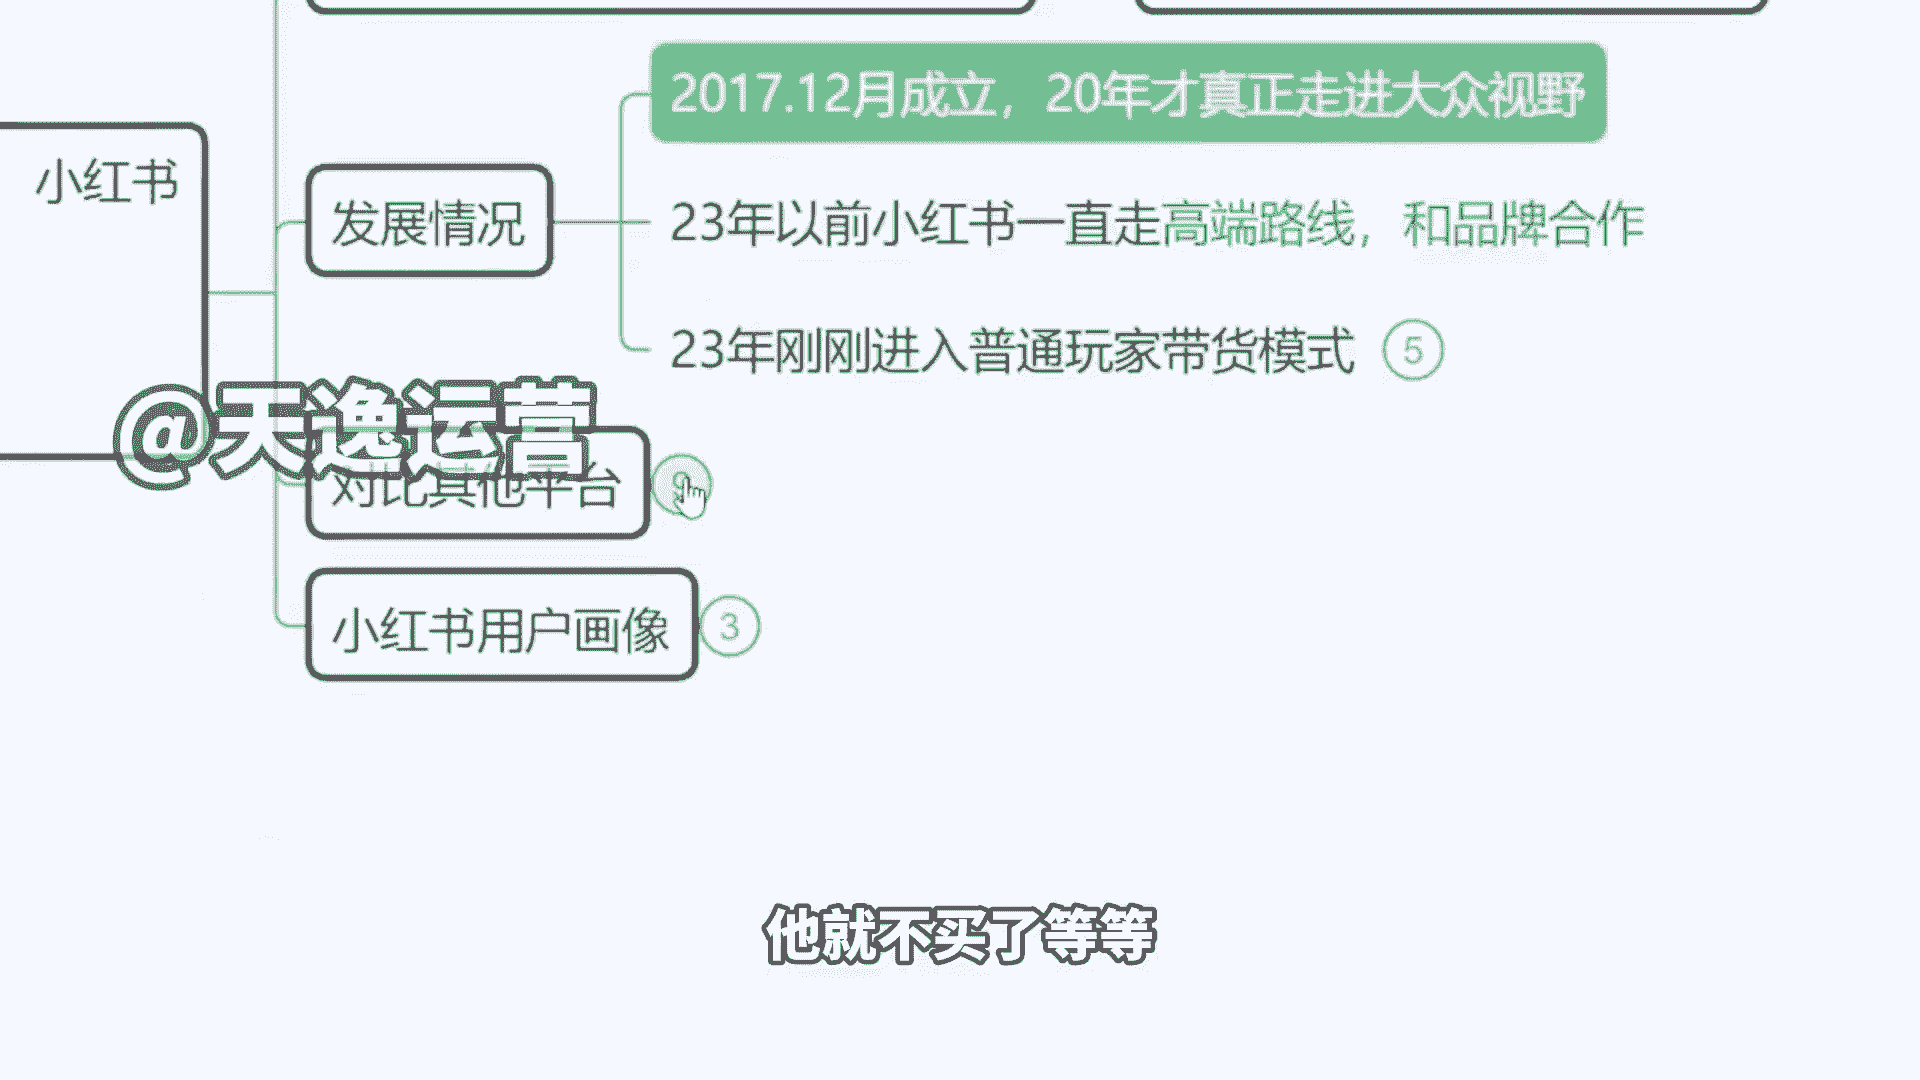 2017.12月成立，20年才真正走进大众视野
小红书
发展情况
23年以前小红书一直走高端路线，和品牌合作
23年刚刚进入普通玩家带货模式 5
@天逸运营
对比其他平台
小红书用户画像 3
他就不买了等等